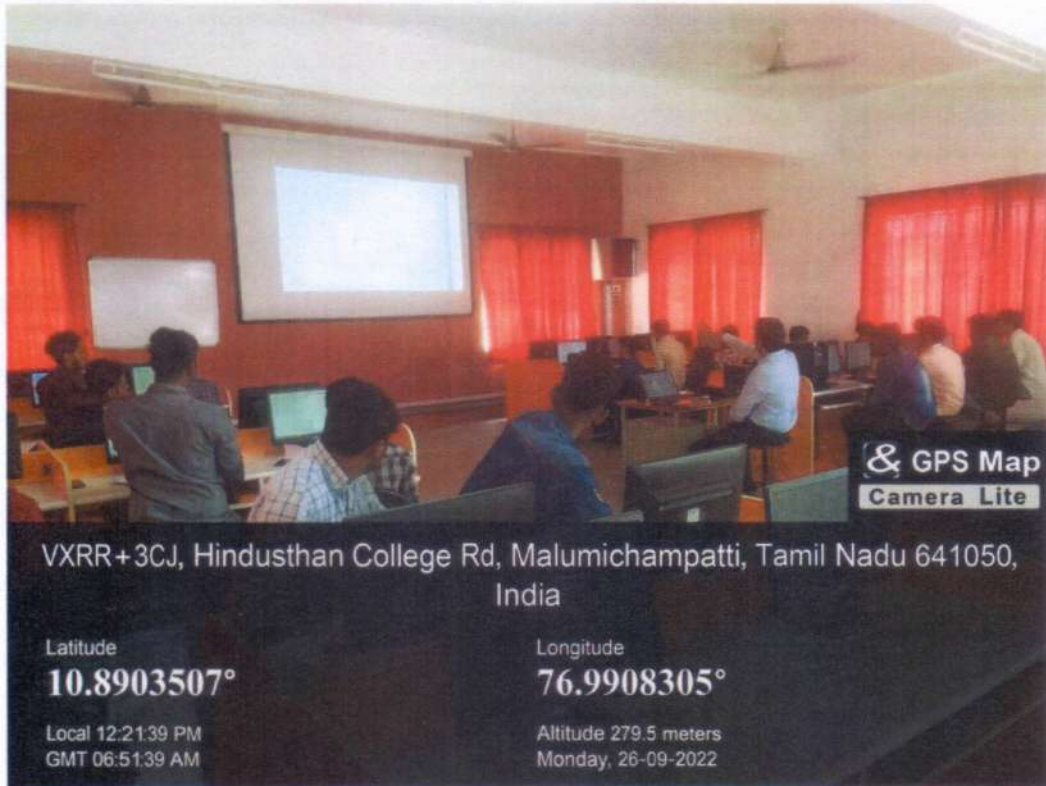 & GPS Map
Camera Lite
VXRR+3CJ, Hindusthan College Rd, Malumichampatti, Tamil Nadu 641050,
India
Latitude
10.8903507°
Longitude
76.9908305°
Local 12:21:39 PM
GMT 06:51:39 AM
Altitude 279.5 meters
Monday, 26-09-2022